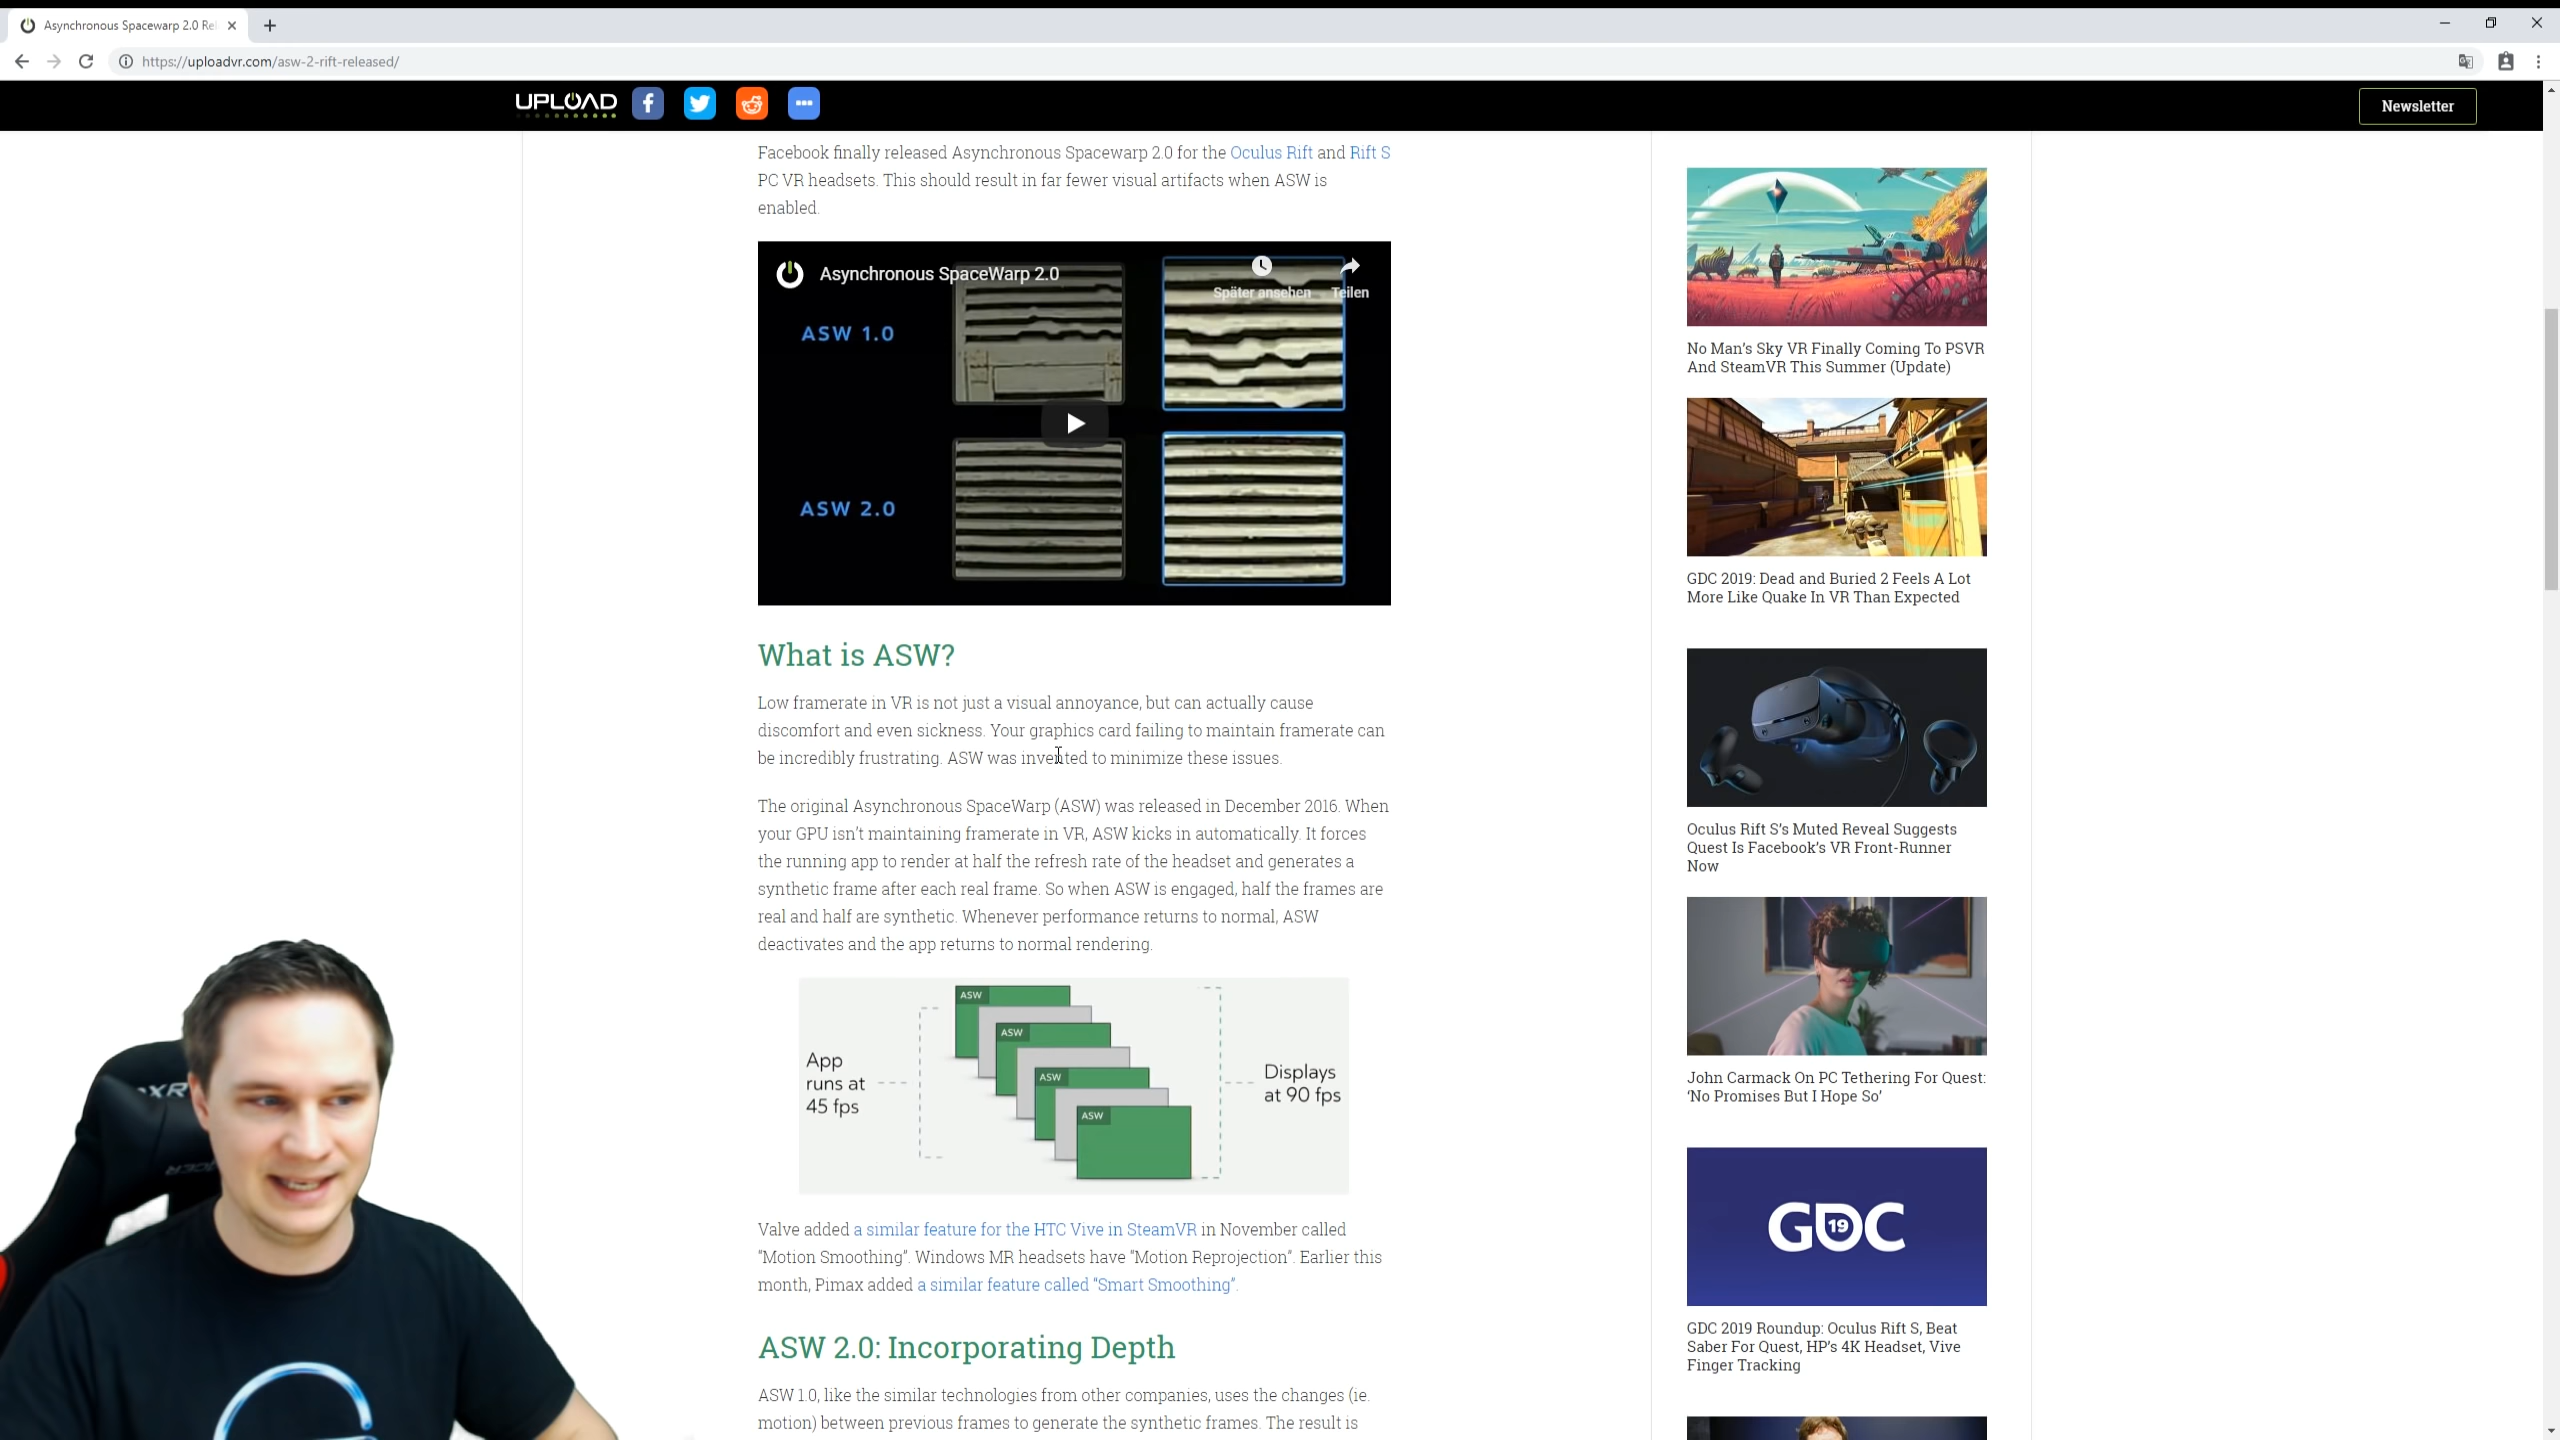 Asynchronous Spacewarp 2.0 Re
https://uploadvr.com/asw-2-rift-released/
UPLOAD
Newsletter
Facebook finally released Asynchronous Spacewarp 2.0 for the Oculus Rift and Rift S
PC VR headsets. This should result in far fewer visual artifacts when ASW is
enabled.
Asynchronous SpaceWarp 2.0
Später ansehen
Teilen
ASW 1.0
ASW 2.0
What is ASW?
Low framerate in VR is not just a visual annoyance, but can actually cause
discomfort and even sickness. Your graphics card failing to maintain framerate can
be incredibly frustrating. ASW was invented to minimize these issues.
The original Asynchronous SpaceWarp (ASW) was released in December 2016. When
your GPU isn't maintaining framerate in VR, ASW kicks in automatically. It forces
the running app to render at half the refresh rate of the headset and generates a
synthetic frame after each real frame. So when ASW is engaged, half the frames are
real and half are synthetic. Whenever performance returns to normal, ASW
deactivates and the app returns to normal rendering.
ASW
ASW
ASW
ASW
App
runs at
45 fps
Displays
at 90 fps
Valve added a similar feature for the HTC Vive in SteamVR in November called
"Motion Smoothing". Windows MR headsets have "Motion Reprojection". Earlier this
month, Pimax added a similar feature called "Smart Smoothing".
ASW 2.0: Incorporating Depth
ASW 1.0, like the similar technologies from other companies, uses the changes (ie.
motion) between previous frames to generate the synthetic frames. The result is
No Man's Sky VR Finally Coming To PSVR
And SteamVR This Summer (Update)
GDC 2019: Dead and Buried 2 Feels A Lot
More Like Quake In VR Than Expected
Oculus Rift S's Muted Reveal Suggests
Quest Is Facebook's VR Front-Runner
Now
John Carmack On PC Tethering For Quest:
'No Promises But I Hope So'
GDC 19
GDC 2019 Roundup: Oculus Rift S, Beat
Saber For Quest, HP's 4K Headset, Vive
Finger Tracking